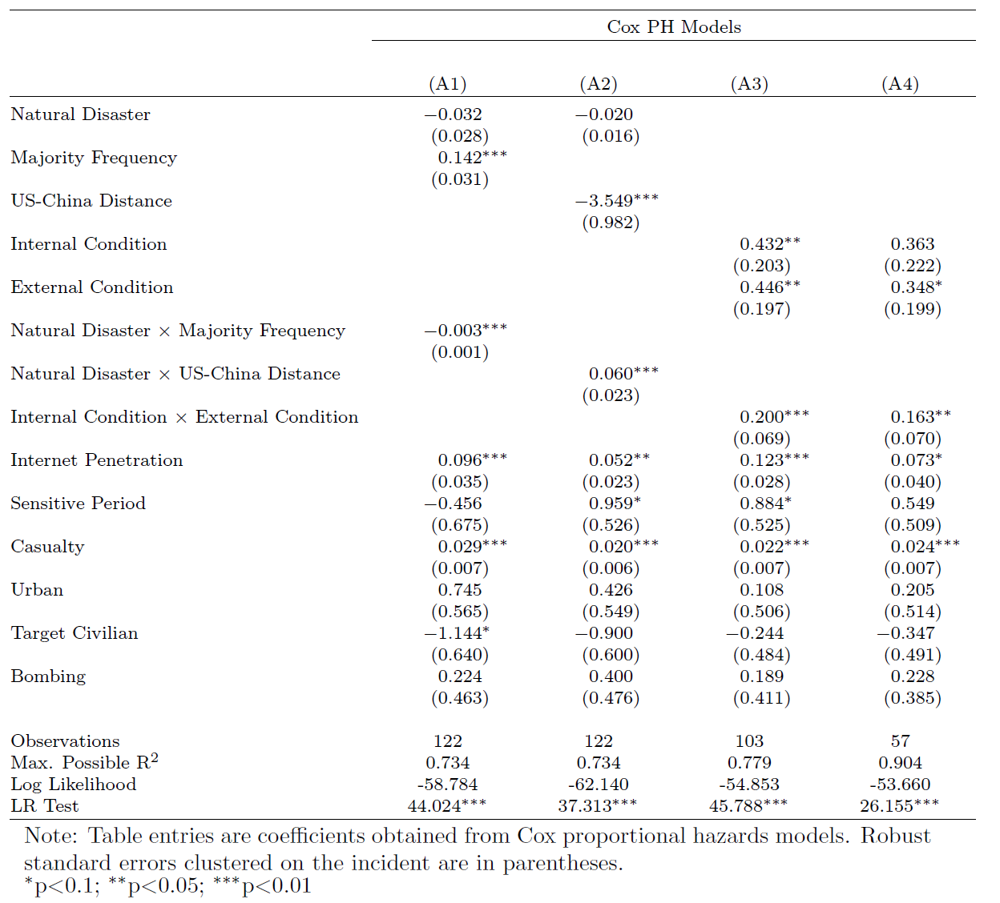 Cox PH Models
(A1) (A2) (A3) (A4)
Natural Disaster −0.032 −0.020
(0.028) (0.016)
Majority Frequency 0.142***
(0.031)
US-China Distance −3.549***
(0.982)
Internal Condition 0.432** 0.363
(0.203) (0.222)
External Condition 0.446** 0.348*
(0.197) (0.199)
Natural Disaster × Majority Frequency −0.003***
(0.001)
Natural Disaster × US-China Distance 0.060***
(0.023)
Internal Condition × External Condition 0.200*** 0.163**
(0.069) (0.070)
Internet Penetration 0.096*** 0.052** 0.123*** 0.073*
(0.035) (0.023) (0.028) (0.040)
Sensitive Period −0.456 0.959* 0.884* 0.549
(0.675) (0.526) (0.525) (0.509)
Casualty 0.029*** 0.020*** 0.022*** 0.024***
(0.007) (0.006) (0.007) (0.007)
Urban 0.745 0.426 0.108 0.205
(0.565) (0.549) (0.506) (0.514)
Target Civilian −1.144* −0.900 −0.244 −0.347
(0.640) (0.600) (0.484) (0.491)
Bombing 0.224 0.400 0.189 0.228
(0.463) (0.476) (0.411) (0.385)
Observations 122 122 103 57
Max. Possible R² 0.734 0.734 0.779 0.904
Log Likelihood -58.784 -62.140 -54.853 -53.660
LR Test 44.024*** 37.313*** 45.788*** 26.155***
Note: Table entries are coefficients obtained from Cox proportional hazards models. Robust
standard errors clustered on the incident are in parentheses.
*p<0.1; **p<0.05; ***p<0.01